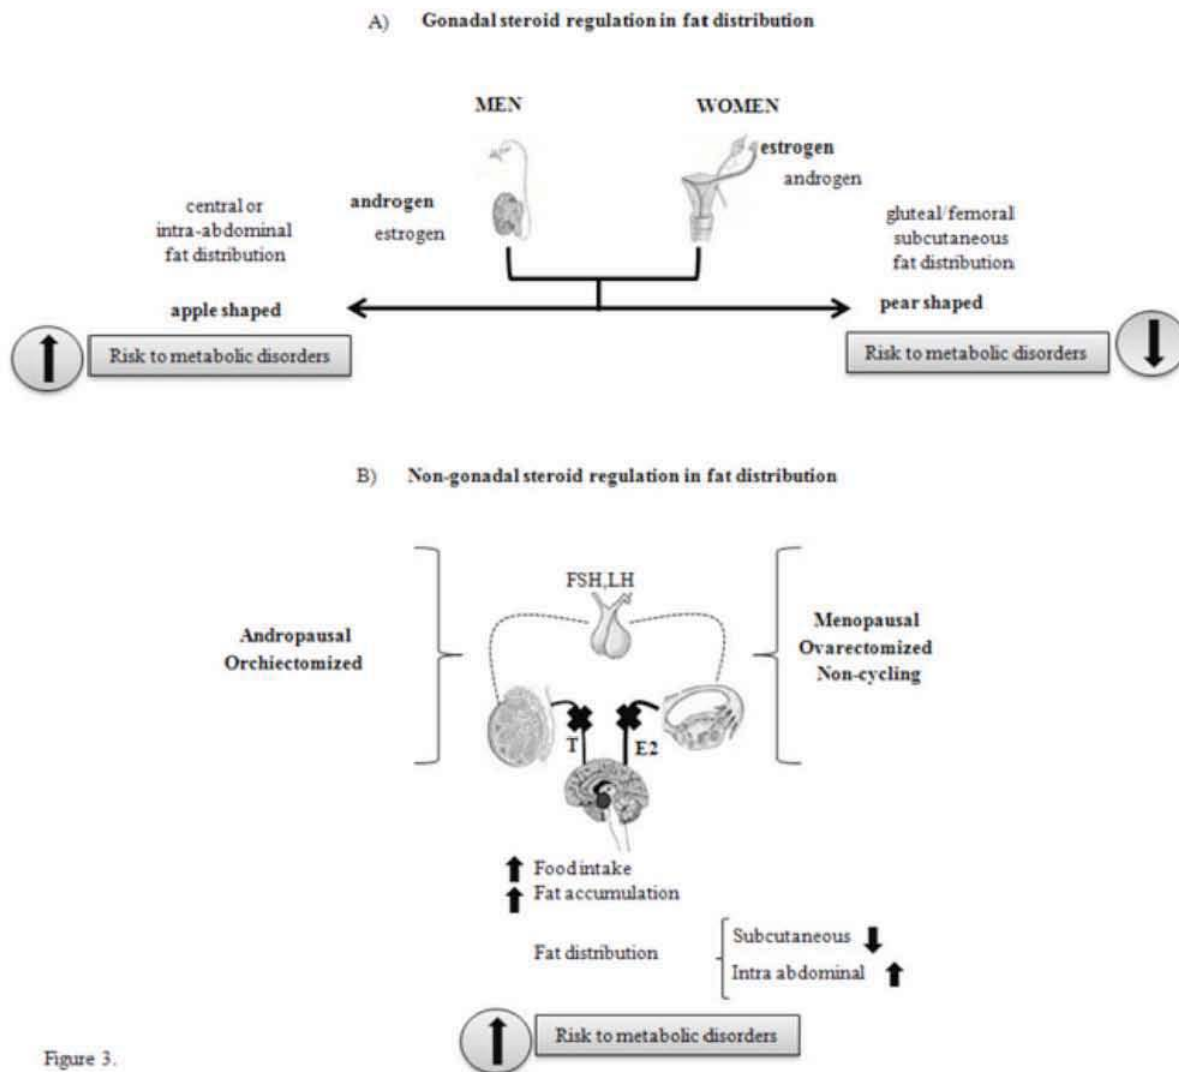 A) Gonadal steroid regulation in fat distribution
MEN
WOMEN
estrogen
androgen
androgen
estrogen
central or
intra-abdominal
fat distribution
gluteal/femoral
subcutaneous
fat distribution
apple shaped
pear shaped
Risk to metabolic disorders
Risk to metabolic disorders
B) Non-gonadal steroid regulation in fat distribution
FSH,LH
Andropausal
Orchiectomized
Menopausal
Ovarectomized
Non-cycling
T
E2
Food intake
Fat accumulation
Fat distribution
Subcutaneous
Intra abdominal
Risk to metabolic disorders
Figure 3.